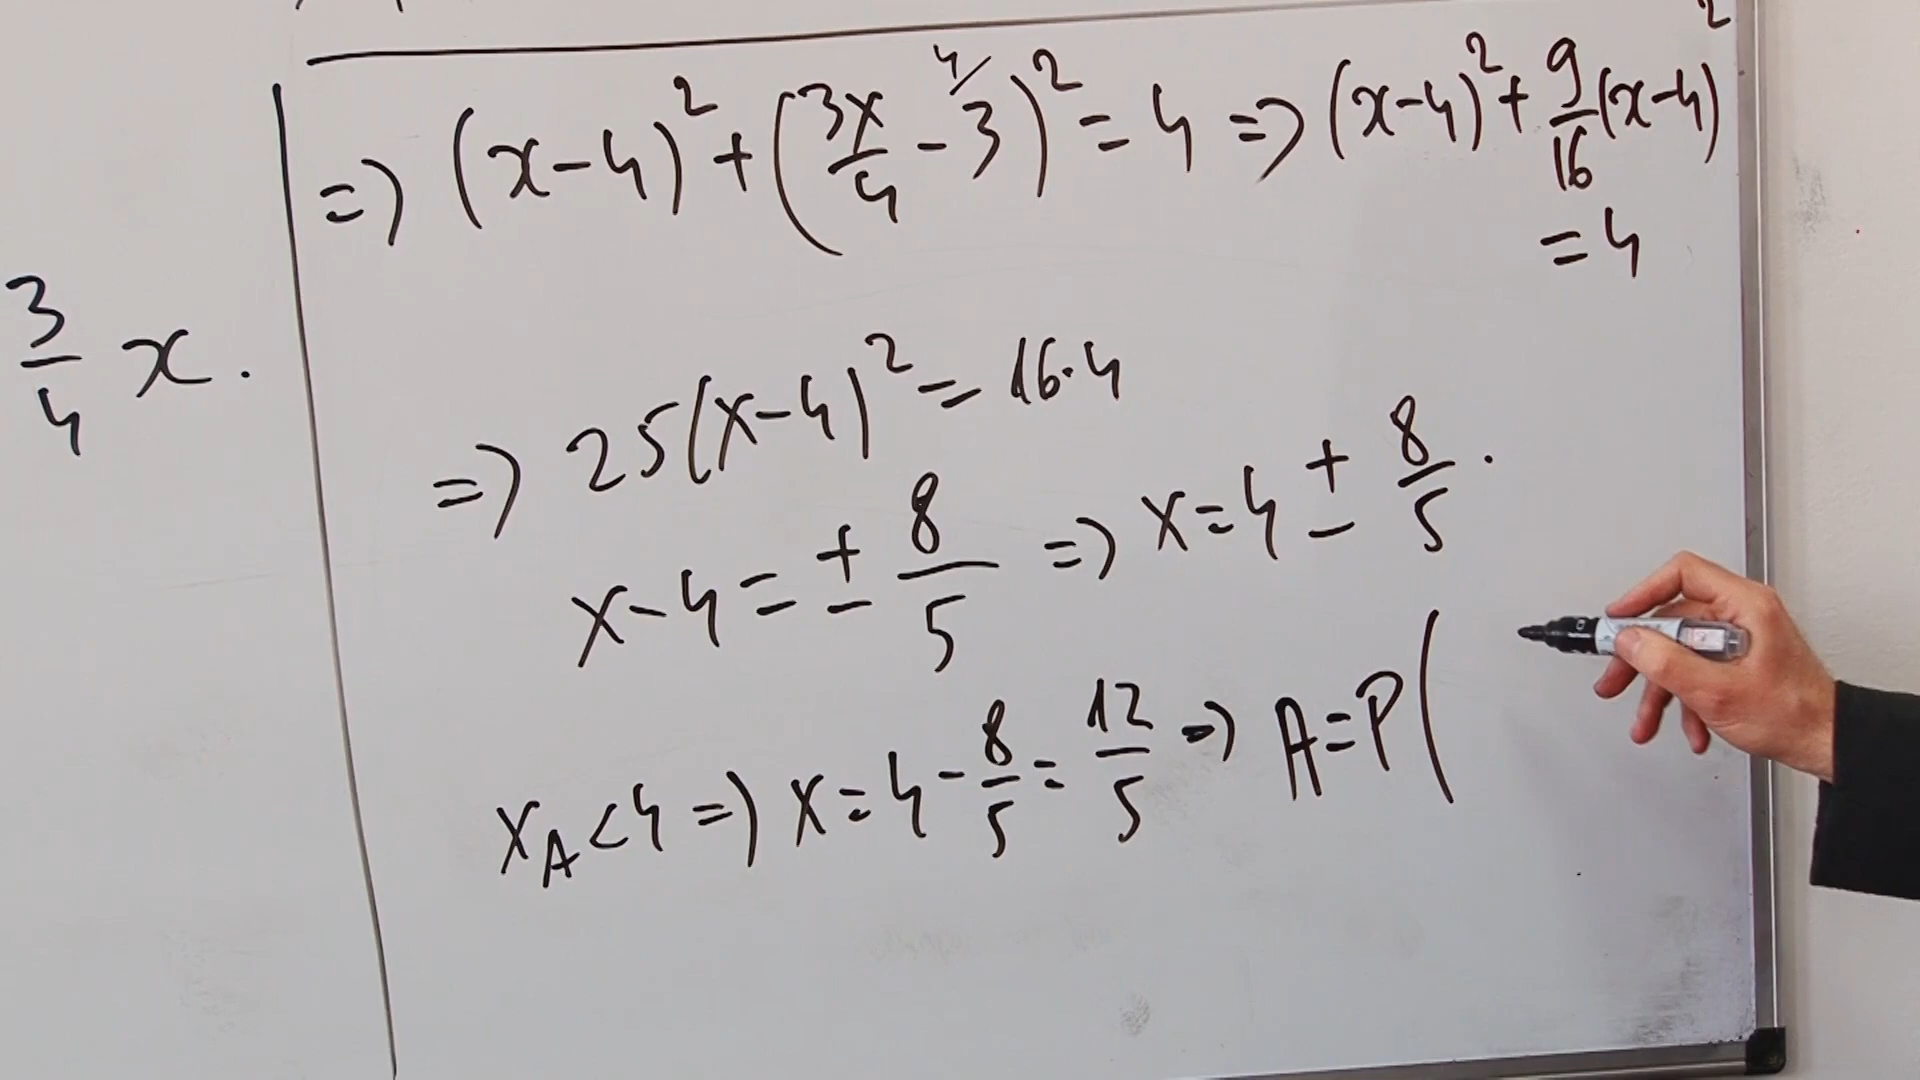 => (x-4)² + (3x/4 - 3)² = 4 => (x-4)² + 9/16 (x-4)²
4/
= 4
3/4 x.
=> 25(x-4)² = 16·4
x-4 = ± 8/5 => x = 4 ± 8/5.
x_A < 4 => x = 4 - 8/5 = 12/5 => A = P(